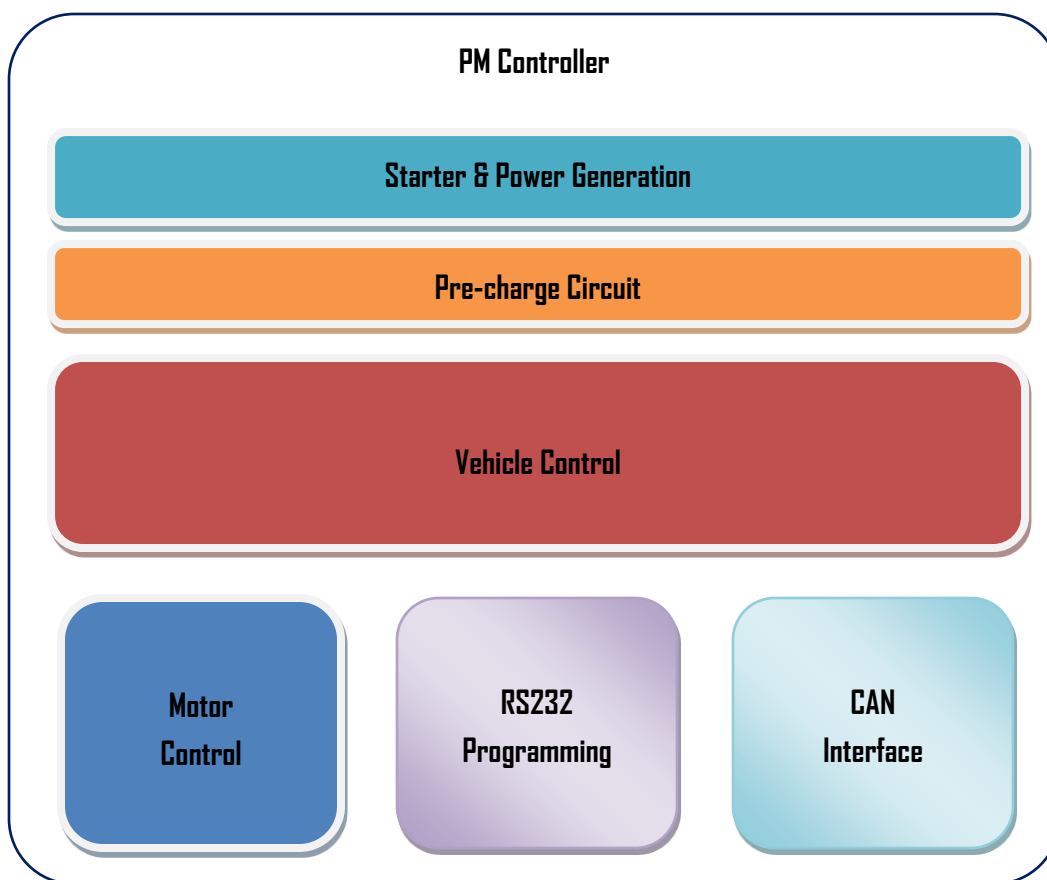 PM Controller
Starter & Power Generation
Pre-charge Circuit
Vehicle Control
Motor
Control
RS232
Programming
CAN
Interface